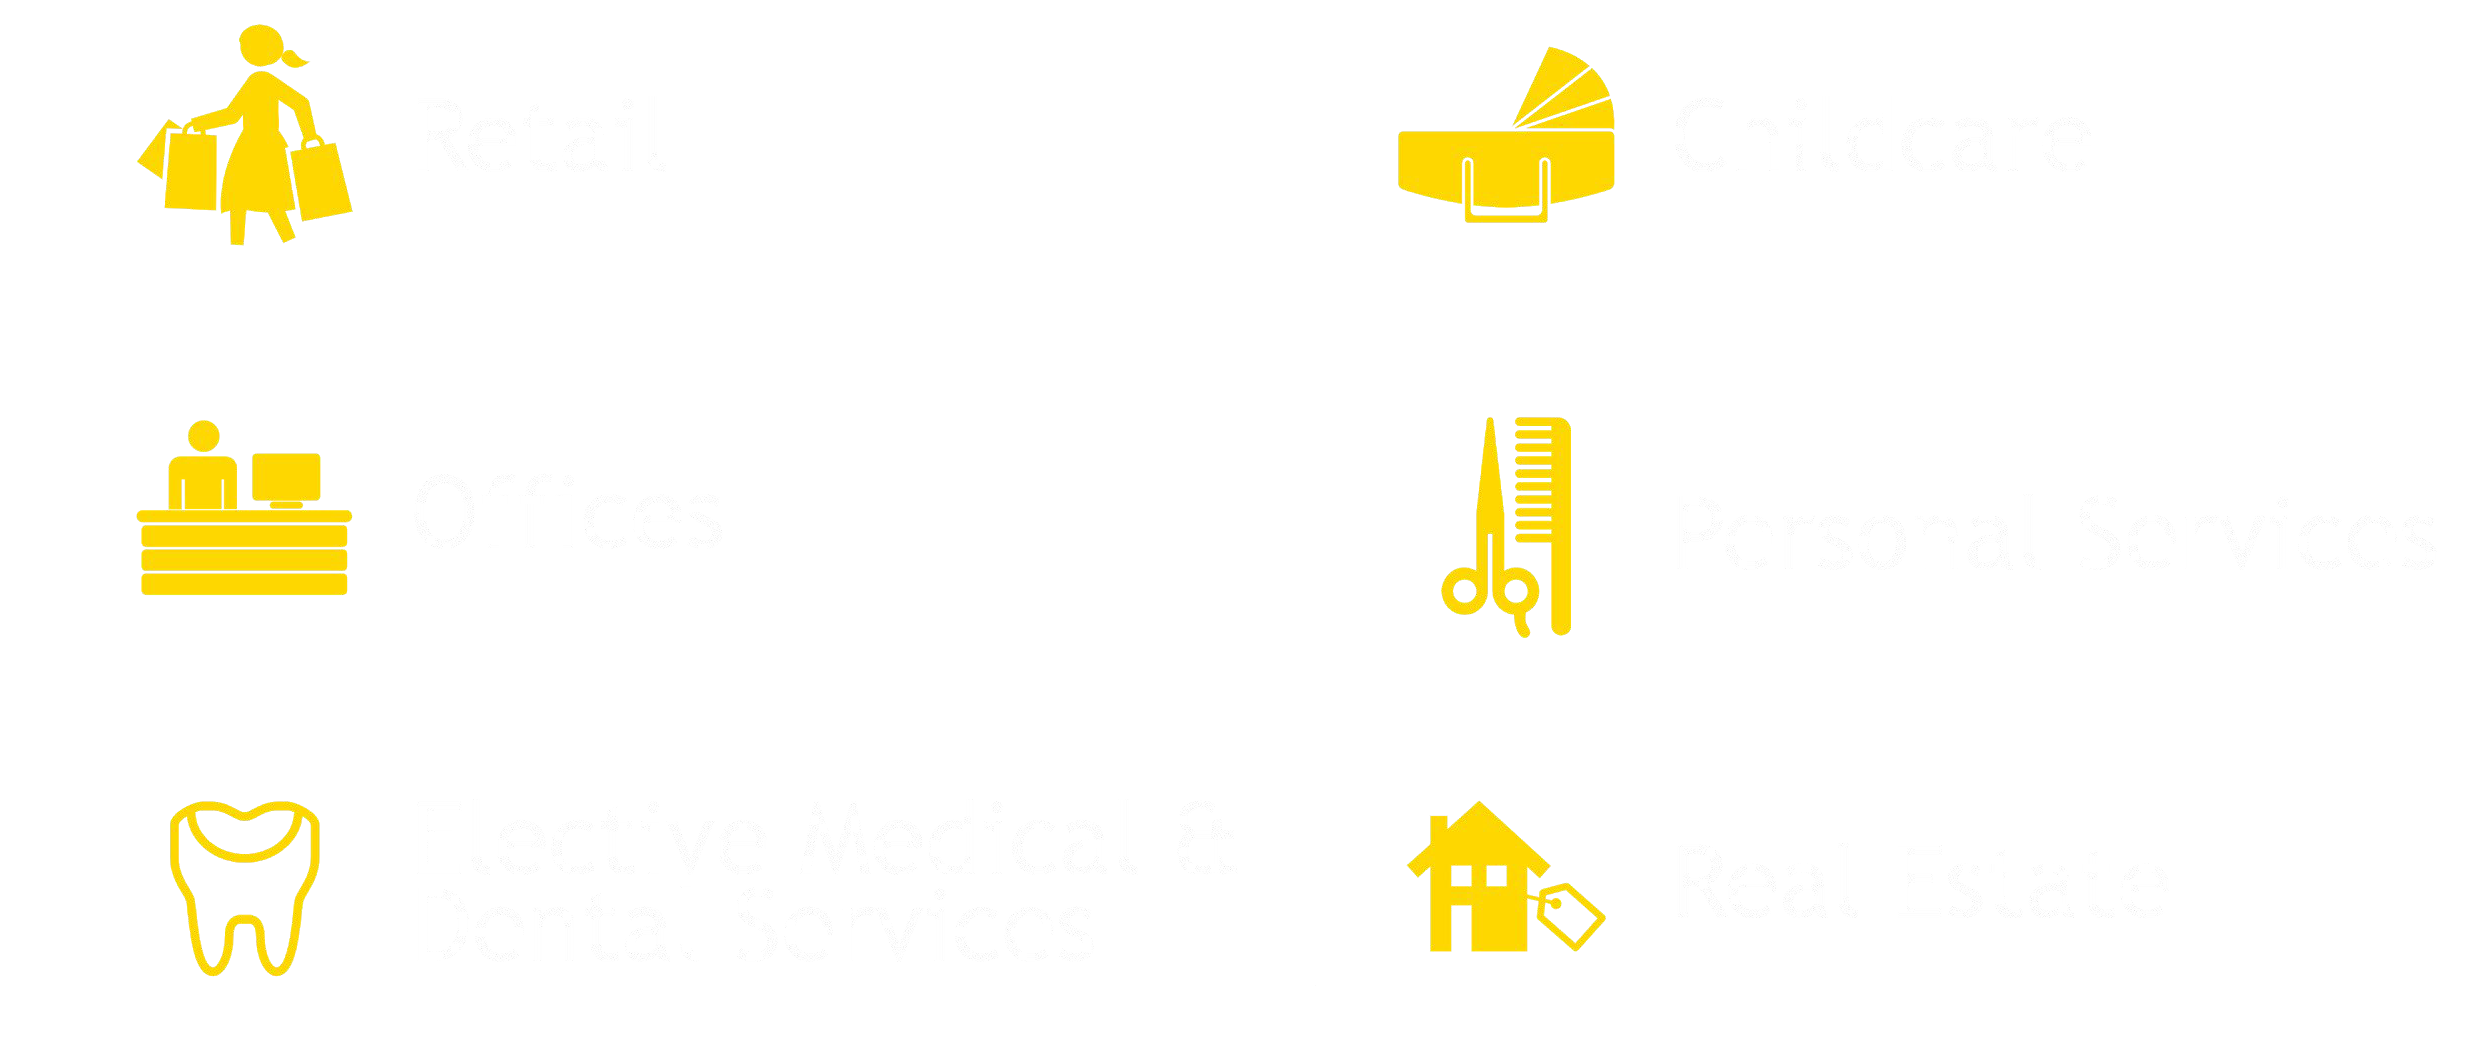 Retail
Childcare
Offices
Personal Services
Elective Medical &
Dental Services
Real Estate